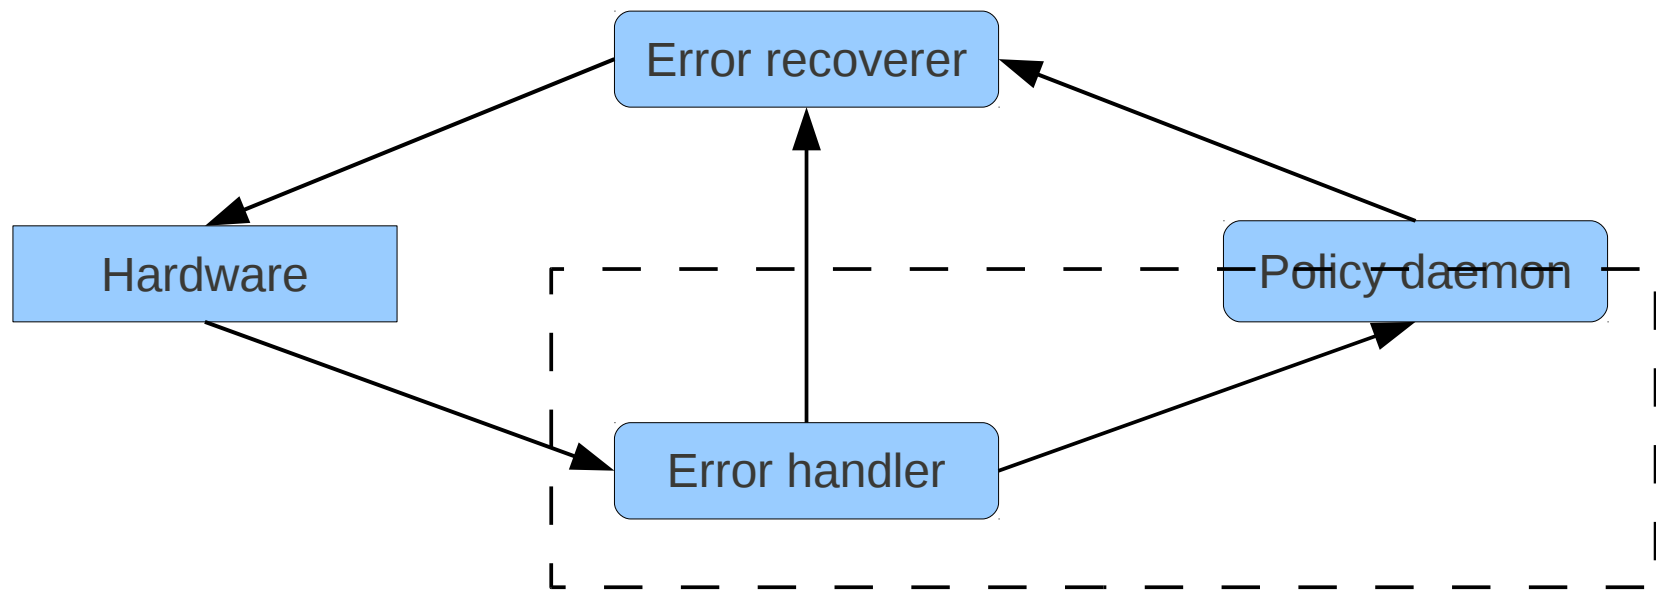 Error recoverer
Hardware
Policy daemon
Error handler